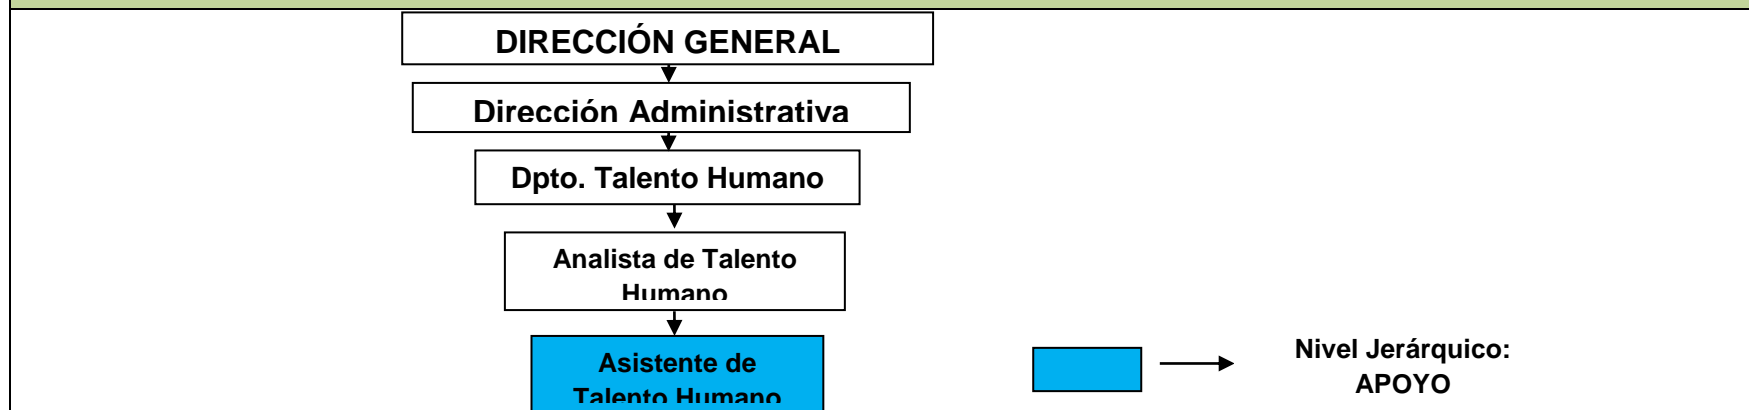 DIRECCIÓN GENERAL
Dirección Administrativa
Dpto. Talento Humano
Analista de Talento
Humano
Asistente de
Talento Humano
Nivel Jerárquico:
APOYO